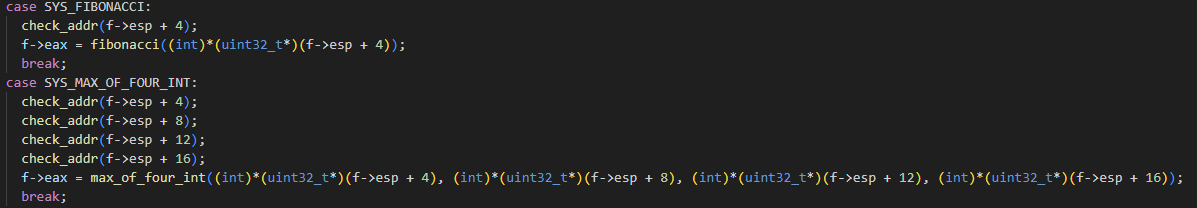 case SYS_FIBONACCI:
check_addr(f->esp + 4);
f->eax = fibonacci((int)*(uint32_t*)(f->esp + 4));
break;
case SYS_MAX_OF_FOUR_INT:
check_addr(f->esp + 4);
check_addr(f->esp + 8);
check_addr(f->esp + 12);
check_addr(f->esp + 16);
f->eax = max_of_four_int((int)*(uint32_t*)(f->esp + 4), (int)*(uint32_t*)(f->esp + 8), (int)*(uint32_t*)(f->esp + 12), (int)*(uint32_t*)(f->esp + 16));
break;